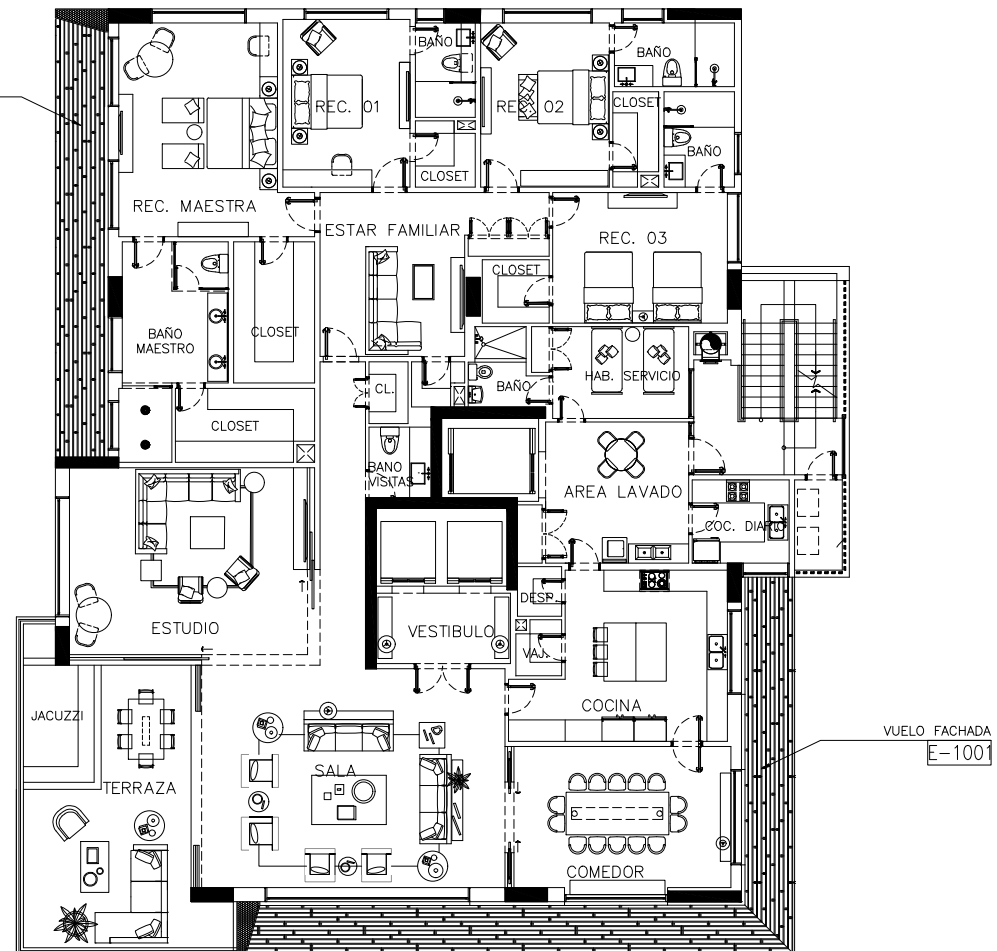 BAÑO
BAÑO
REC. 01
REC. 02
CLOSET
BAÑO
CLOSET
REC. MAESTRA
ESTAR FAMILIAR
REC. 03
CLOSET
BAÑO
MAESTRO
CLOSET
CL.
BAÑO
HAB. SERVICIO
CLOSET
BANO
VISITAS
AREA LAVADO
COC. DIARIO
DESP.
ESTUDIO
VESTIBULO
VAJ.
JACUZZI
COCINA
VUELO FACHADA
E-1001
SALA
TERRAZA
COMEDOR